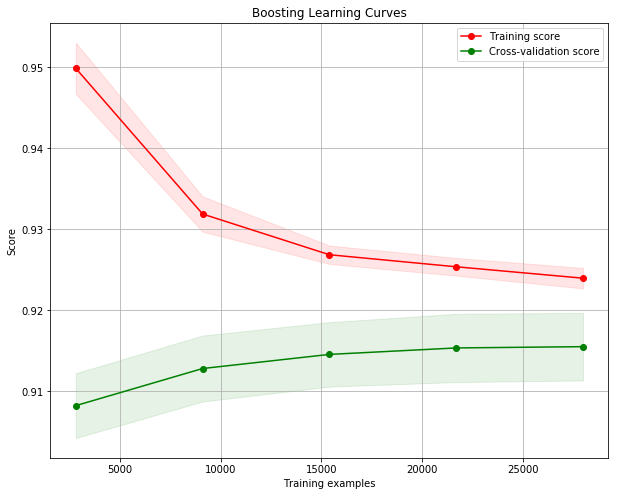 Boosting Learning Curves
Training score
Cross-validation score
0.95
0.94
0.93
0.92
0.91
Score
5000 10000 15000 20000 25000
Training examples